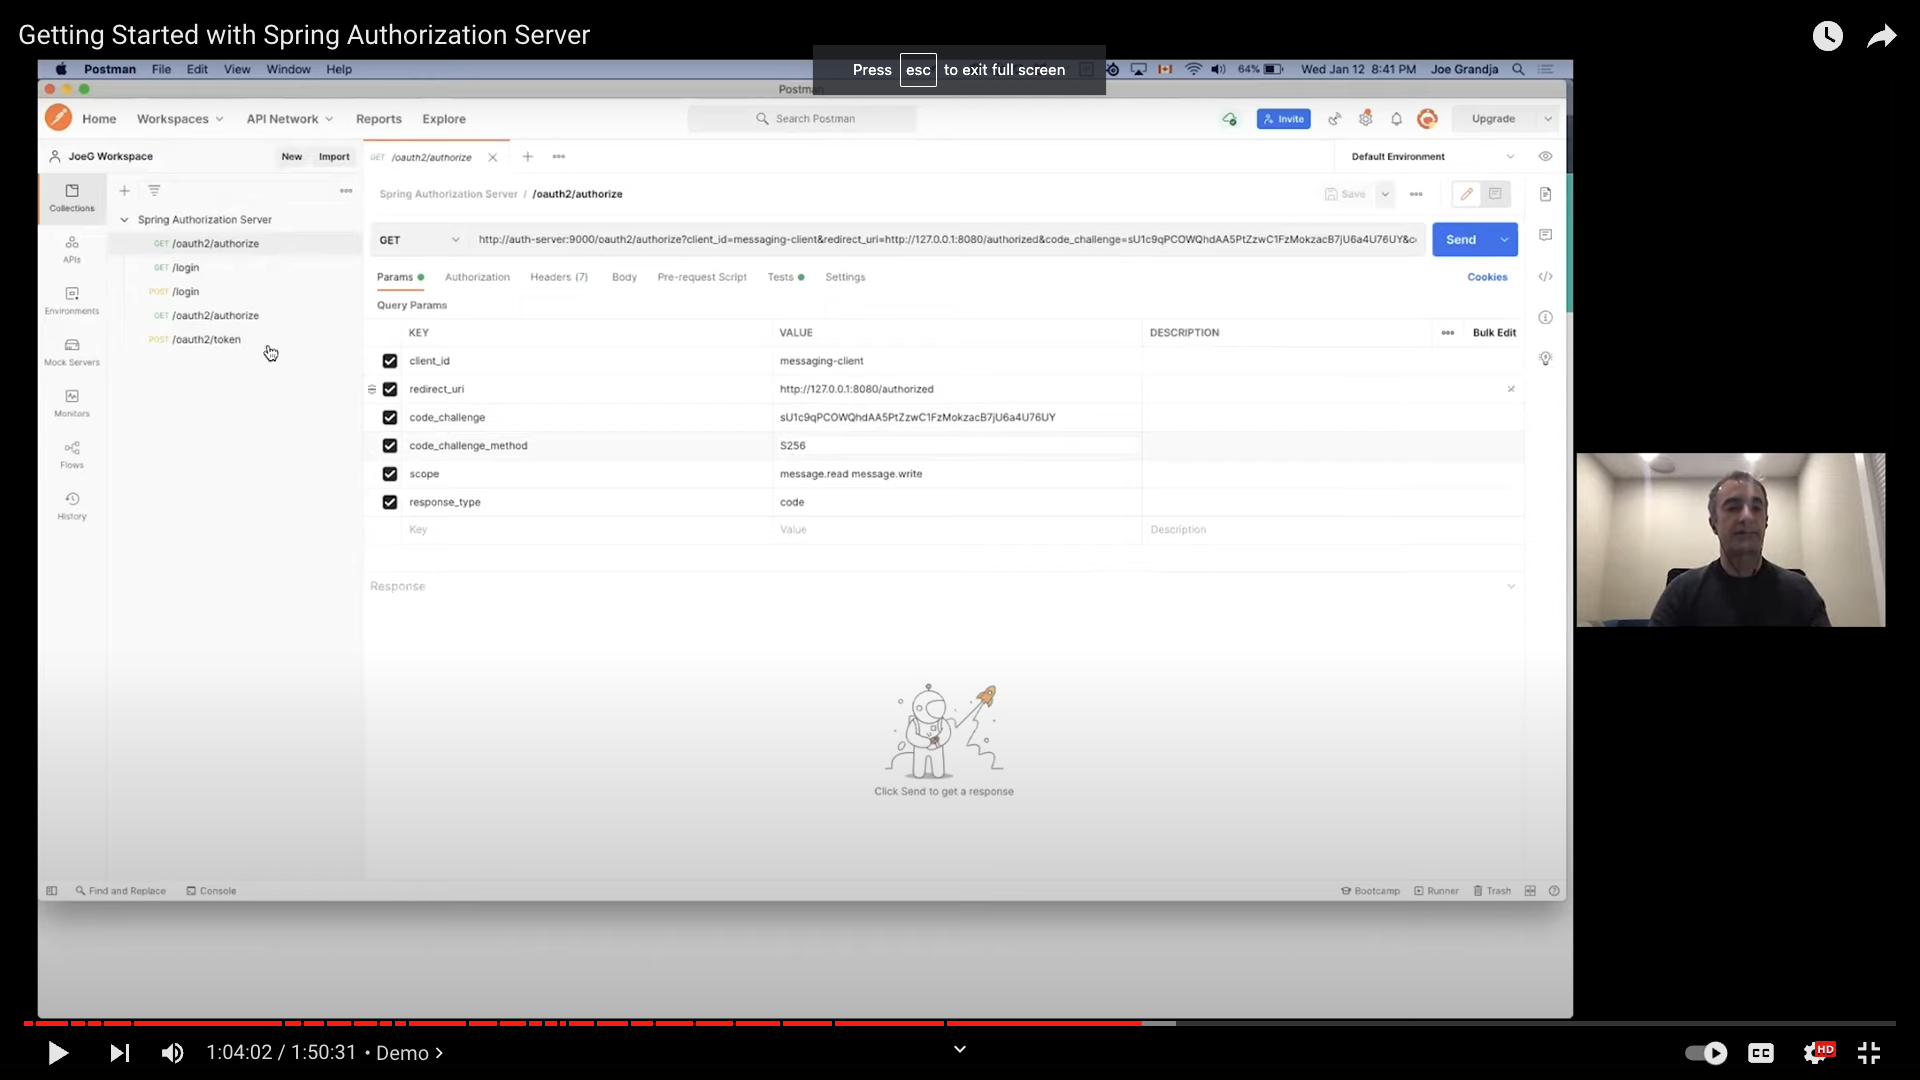 Getting Started with Spring Authorization Server
Press esc to exit full screen
Postman File Edit View Window Help
64% Wed Jan 12 8:41 PM Joe Grandja
Postman
Home Workspaces API Network Reports Explore
Search Postman
Invite
Upgrade
JoeG Workspace
New Import
GET /oauth2/authorize
Default Environment
Collections
APIs
Environments
Mock Servers
Monitors
Flows
History
Spring Authorization Server
GET /oauth2/authorize
GET /login
POST /login
GET /oauth2/authorize
POST /oauth2/token
Spring Authorization Server / /oauth2/authorize
Save
GET
http://auth-server:9000/oauth2/authorize?client_id=messaging-client&redirect_uri=http://127.0.0.1:8080/authorized&code_challenge=sU1c9qPCOWQhdAA5PtZzwC1FzMokzacB7jU6a4U76UY&c
Send
Params Authorization Headers (7) Body Pre-request Script Tests Settings
Cookies
Query Params
KEY VALUE DESCRIPTION
Bulk Edit
client_id messaging-client
redirect_uri http://127.0.0.1:8080/authorized
code_challenge sU1c9qPCOWQhdAA5PtZzwC1FzMokzacB7jU6a4U76UY
code_challenge_method S256
scope message.read message.write
response_type code
Key Value Description
Response
Click Send to get a response
Find and Replace Console
Bootcamp Runner Trash
1:04:02 / 1:50:31 • Demo
CC
HD